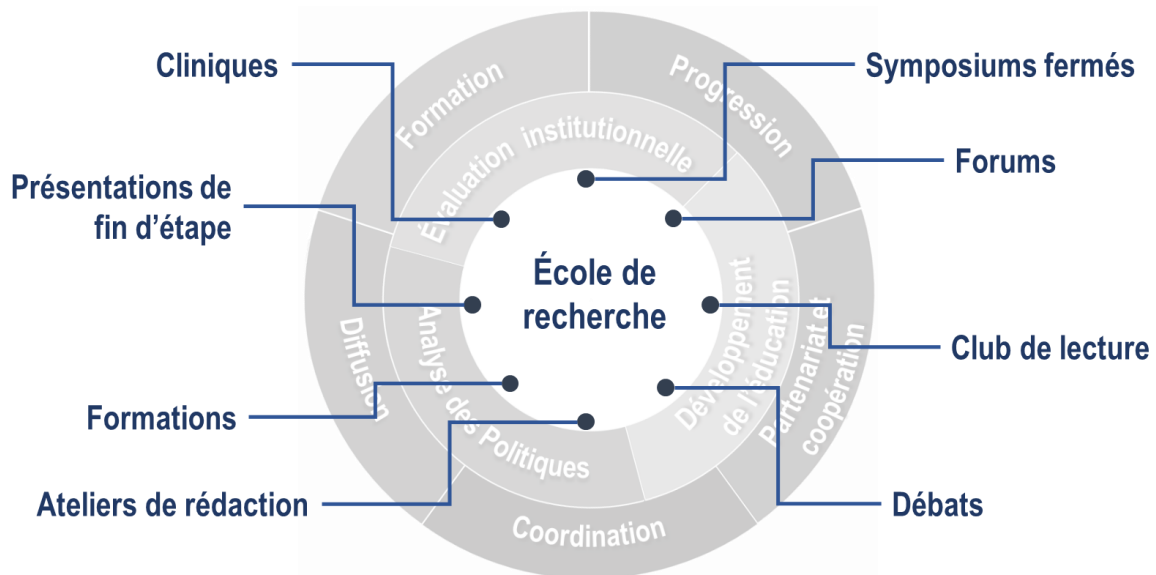 Cliniques
Symposiums fermés
Formation
Progression
Évaluation institutionnelle
Forums
Présentations de
fin d'étape
École de
recherche
Développement
de l'éducation
Partenariat et
coopération
Club de lecture
Diffusion
Analyse des Politiques
Formations
Ateliers de rédaction
Débats
Coordination